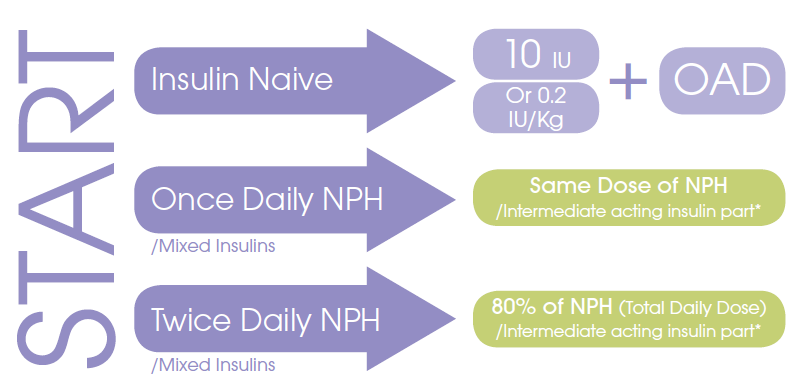 START
Insulin Naive
10 IU
Or 0.2
IU/Kg
+
OAD
Once Daily NPH
/Mixed Insulins
Same Dose of NPH
/Intermediate acting insulin part*
Twice Daily NPH
/Mixed Insulins
80% of NPH (Total Daily Dose)
/Intermediate acting insulin part*